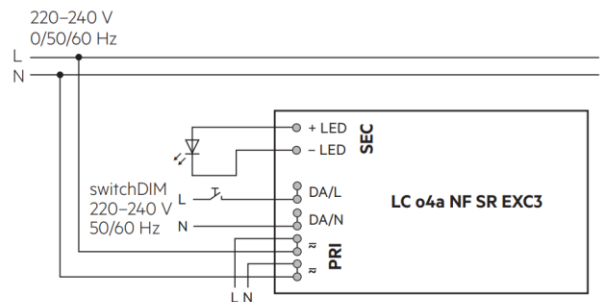 220–240 V
0/50/60 Hz
L
N
+ LED
– LED
SEC
switchDIM
220–240 V
50/60 Hz
L
N
DA/L
DA/N
LC o4a NF SR EXC3
≂
≂
PRI
L N